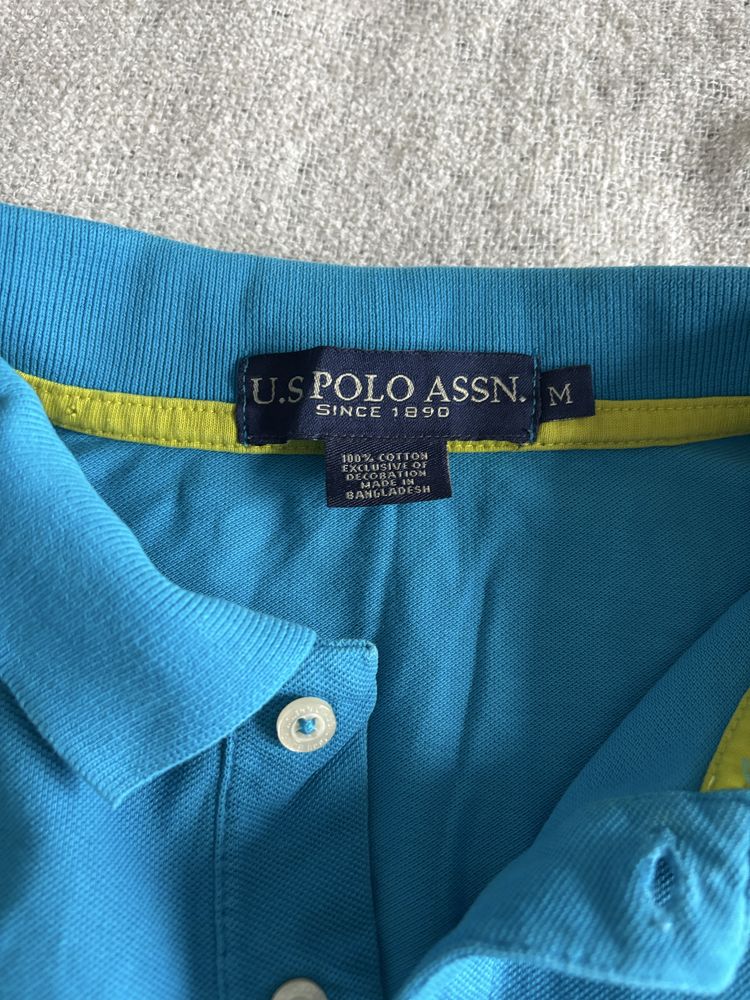 U.S POLO ASSN.
SINCE 1890
M
100% COTTON
EXCLUSIVE OF
DECORATION
MADE IN
BANGLADESH